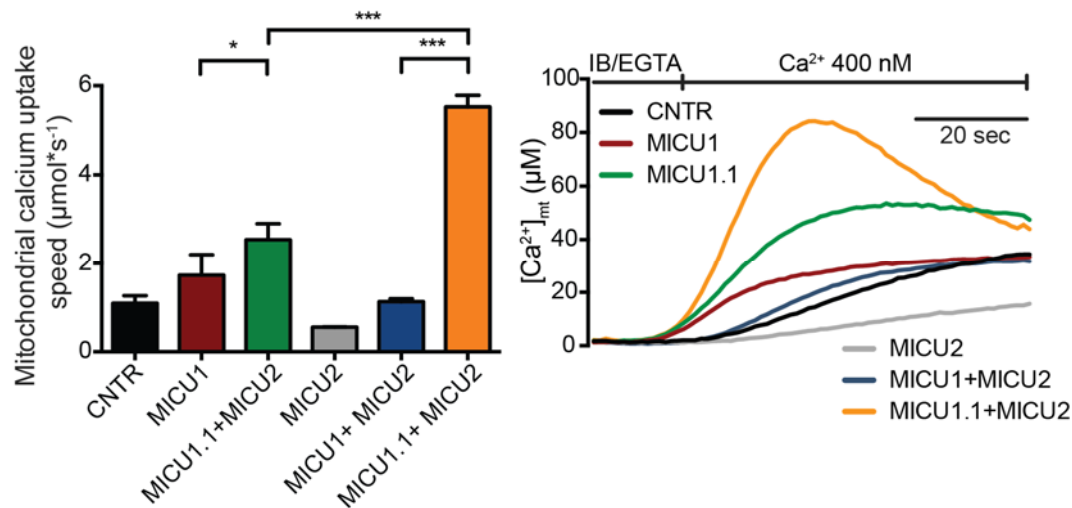 ***
*
***
Mitochondrial calcium uptake
speed (μmol*s⁻¹)
6
4
2
0
CNTR
MICU1
MICU1.1+MICU2
MICU2
MICU1+ MICU2
MICU1.1+ MICU2
IB/EGTA
Ca²⁺ 400 nM
100
80
60
40
20
0
[Ca²⁺]mt (μM)
CNTR
MICU1
MICU1.1
20 sec
MICU2
MICU1+MICU2
MICU1.1+MICU2